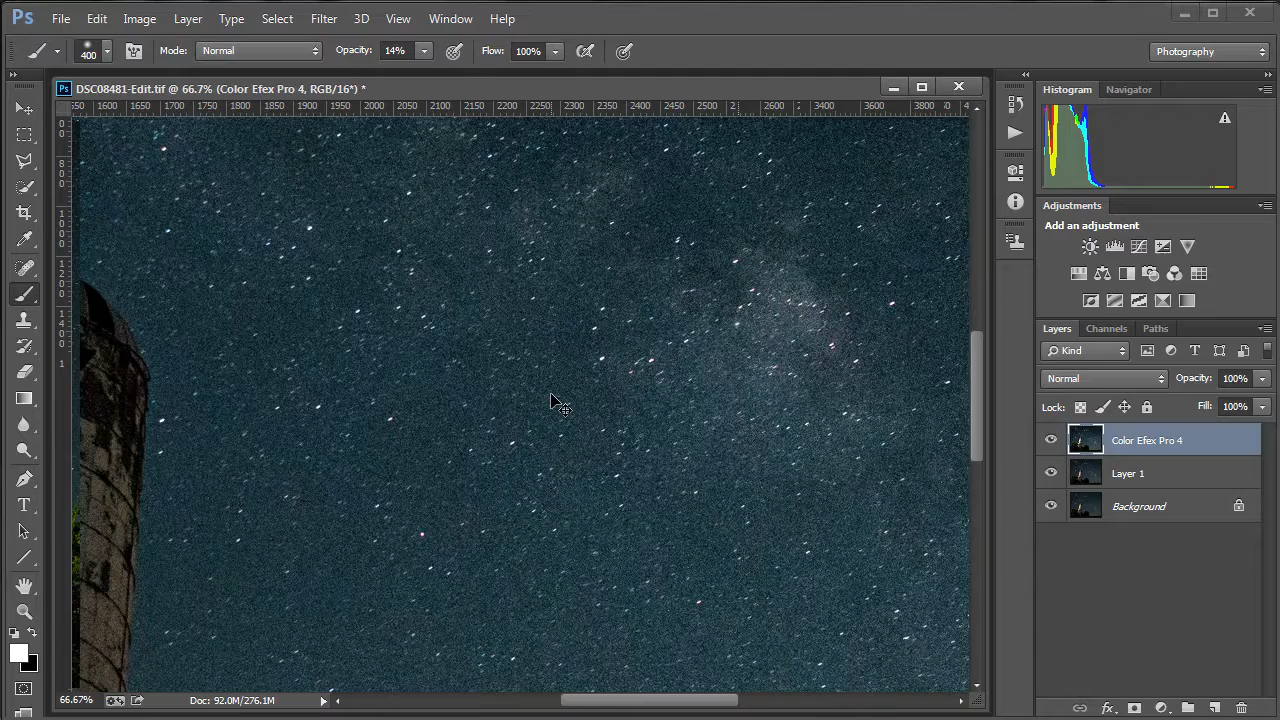 Ps File Edit Image Layer Type Select Filter 3D View Window Help
400 Mode: Normal Opacity: 14% Flow: 100% Photography
Ps DSC08481-Edit.tif @ 66.7% (Color Efex Pro 4, RGB/16*) *
1600 1650 1700 1750 1800 1850 1900 1950 2000 2050 2100 2150 2200 2250 2300 2350 2400 2450 2500 2600 3400 3600 3800
Histogram Navigator
Adjustments
Add an adjustment
Layers Channels Paths
Kind
Normal Opacity: 100%
Lock: Fill: 100%
Color Efex Pro 4
Layer 1
Background
66.67% Doc: 92.0M/276.1M fx